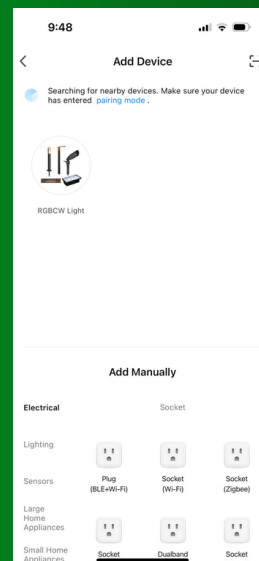 9:48
Add Device
Searching for nearby devices. Make sure your device
has entered pairing mode .
RGBCW Light
Add Manually
Electrical
Socket
Lighting
Sensors
Plug
(BLE+Wi-Fi)
Socket
(Wi-Fi)
Socket
(Zigbee)
Large
Home
Appliances
Small Home
Appliances
Socket
Dualband
Socket